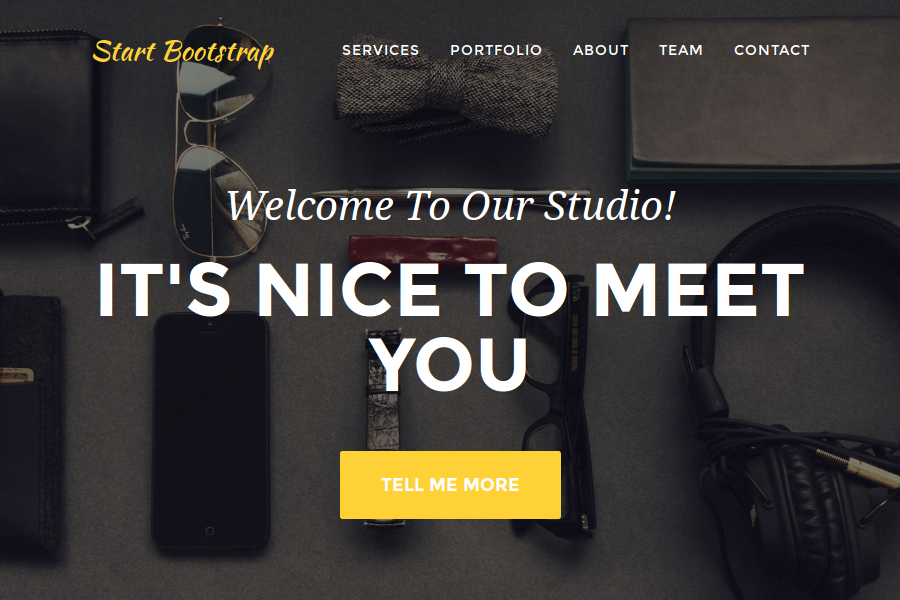 Start Bootstrap
SERVICES PORTFOLIO ABOUT TEAM CONTACT
Welcome To Our Studio!
IT'S NICE TO MEET
YOU
TELL ME MORE